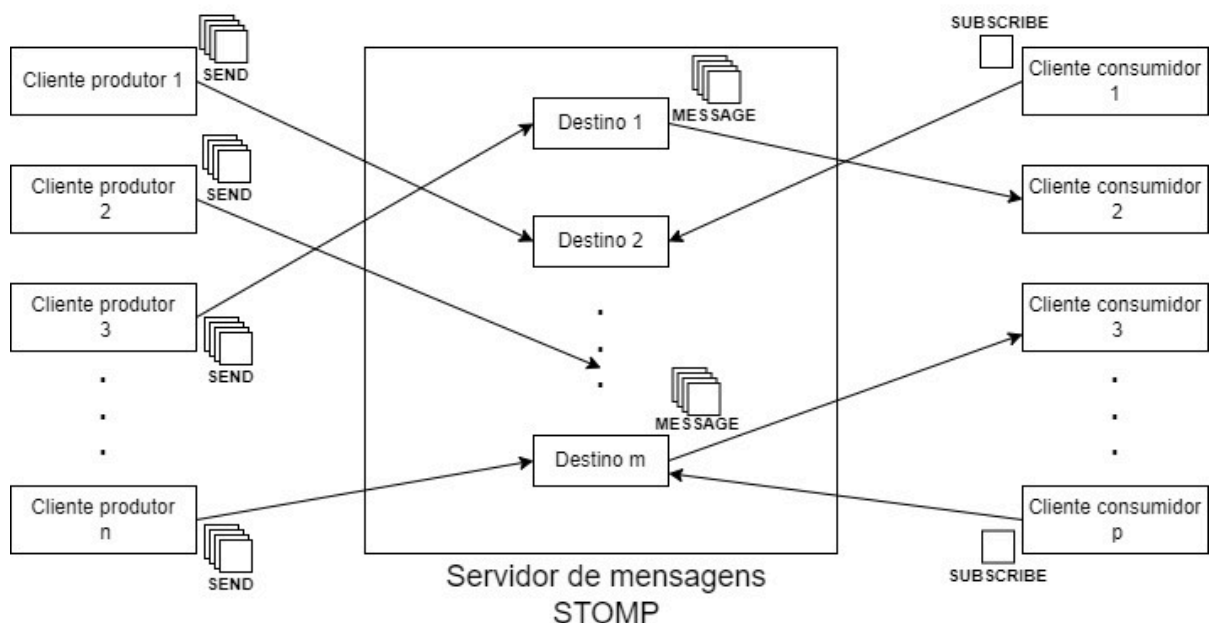 Cliente produtor 1
SEND
Cliente produtor
2
SEND
Cliente produtor
3
SEND
Cliente produtor
n
SEND
Destino 1
MESSAGE
Destino 2
MESSAGE
Destino m
Servidor de mensagens
STOMP
SUBSCRIBE
Cliente consumidor
1
Cliente consumidor
2
Cliente consumidor
3
Cliente consumidor
p
SUBSCRIBE